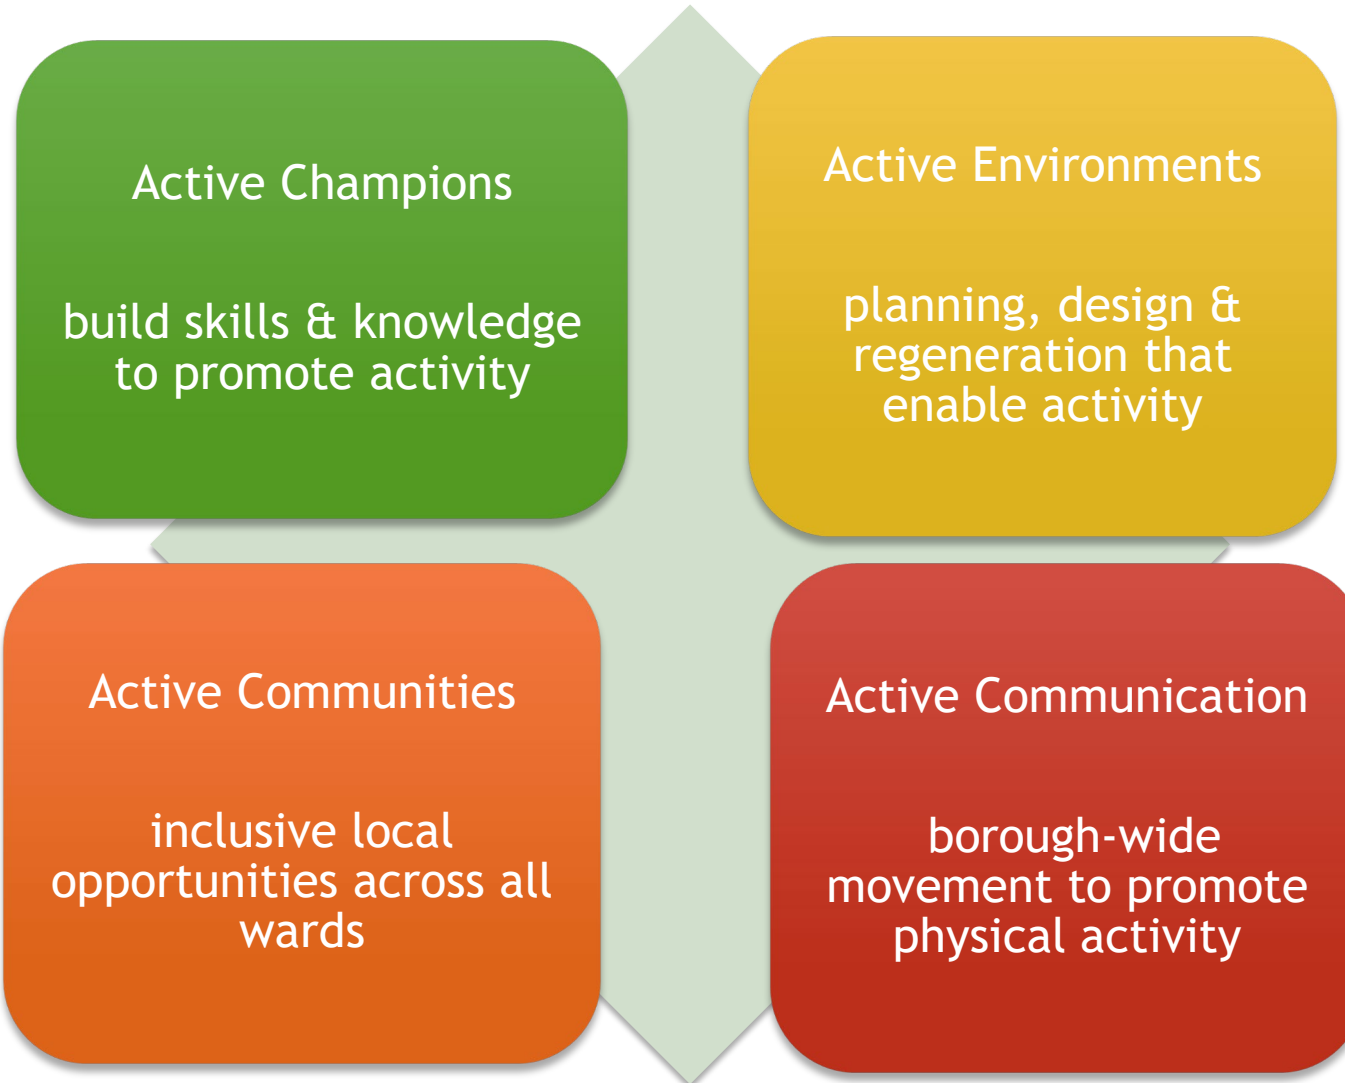 Active Champions
build skills & knowledge
to promote activity
Active Environments
planning, design &
regeneration that
enable activity
Active Communities
inclusive local
opportunities across all
wards
Active Communication
borough-wide
movement to promote
physical activity